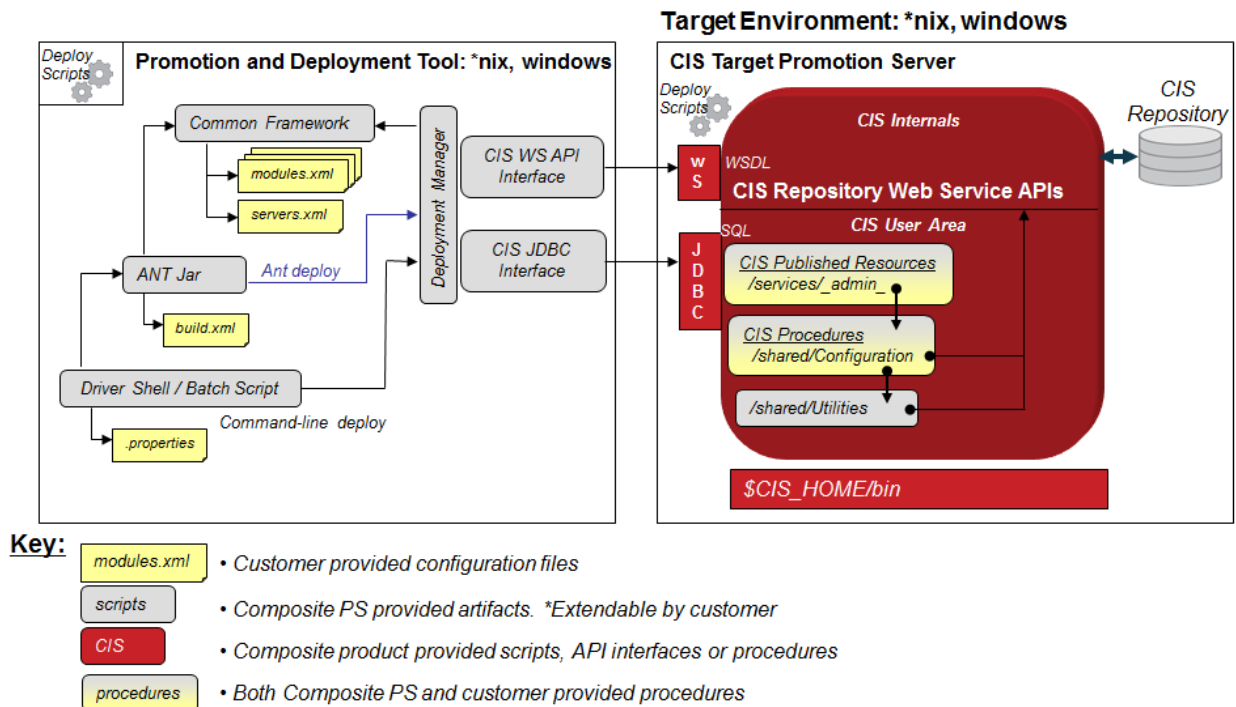 Target Environment: *nix, windows
Deploy
Scripts
Promotion and Deployment Tool: *nix, windows
Common Framework
modules.xml
servers.xml
ANT Jar
Ant deploy
build.xml
Driver Shell / Batch Script
Command-line deploy
.properties
Deployment Manager
CIS WS API
Interface
CIS JDBC
Interface
CIS Target Promotion Server
Deploy
Scripts
CIS Internals
W
S
WSDL
CIS Repository Web Service APIs
CIS User Area
SQL
J
D
B
C
CIS Published Resources
/services/_admin_
CIS Procedures
/shared/Configuration
/shared/Utilities
$CIS_HOME/bin
CIS
Repository
Key:
modules.xml
• Customer provided configuration files
scripts
• Composite PS provided artifacts. *Extendable by customer
CIS
• Composite product provided scripts, API interfaces or procedures
procedures
• Both Composite PS and customer provided procedures